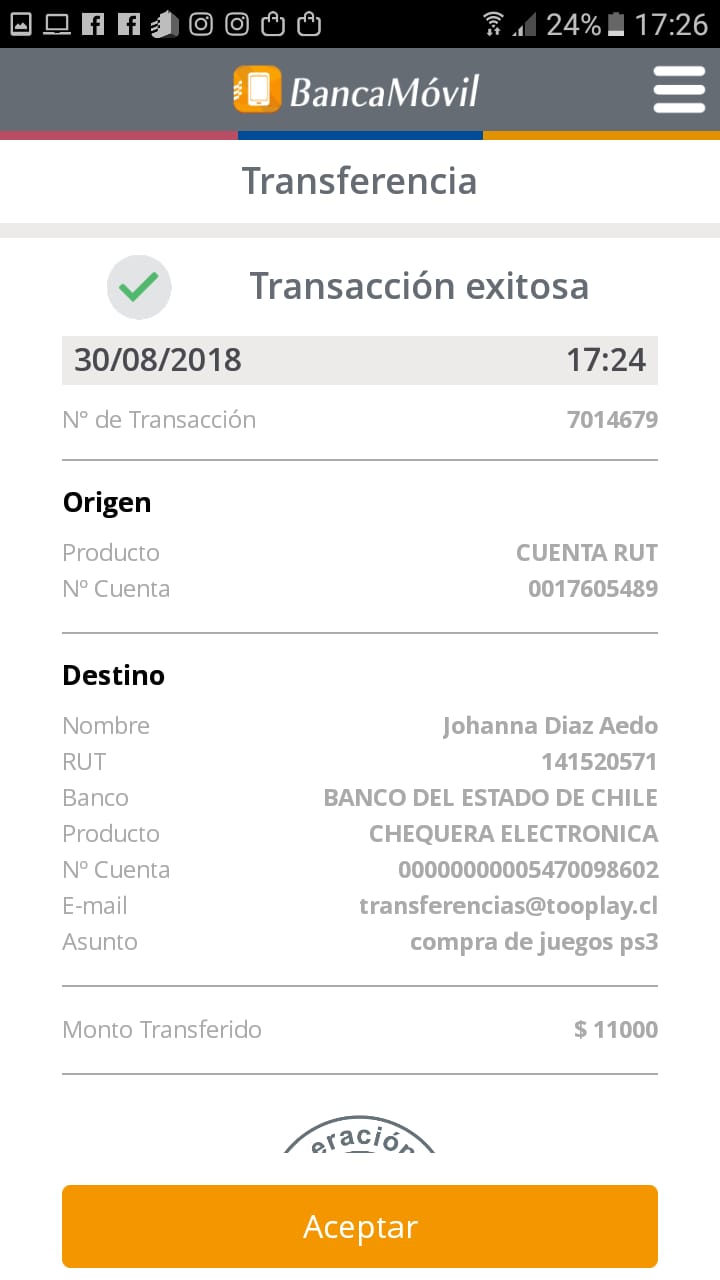 24% 17:26
BancaMóvil
Transferencia
Transacción exitosa
30/08/2018 17:24
N° de Transacción 7014679
Origen
Producto CUENTA RUT
Nº Cuenta 0017605489
Destino
Nombre Johanna Diaz Aedo
RUT 141520571
Banco BANCO DEL ESTADO DE CHILE
Producto CHEQUERA ELECTRONICA
Nº Cuenta 00000000005470098602
E-mail transferencias@tooplay.cl
Asunto compra de juegos ps3
Monto Transferido $ 11000
eración
Aceptar